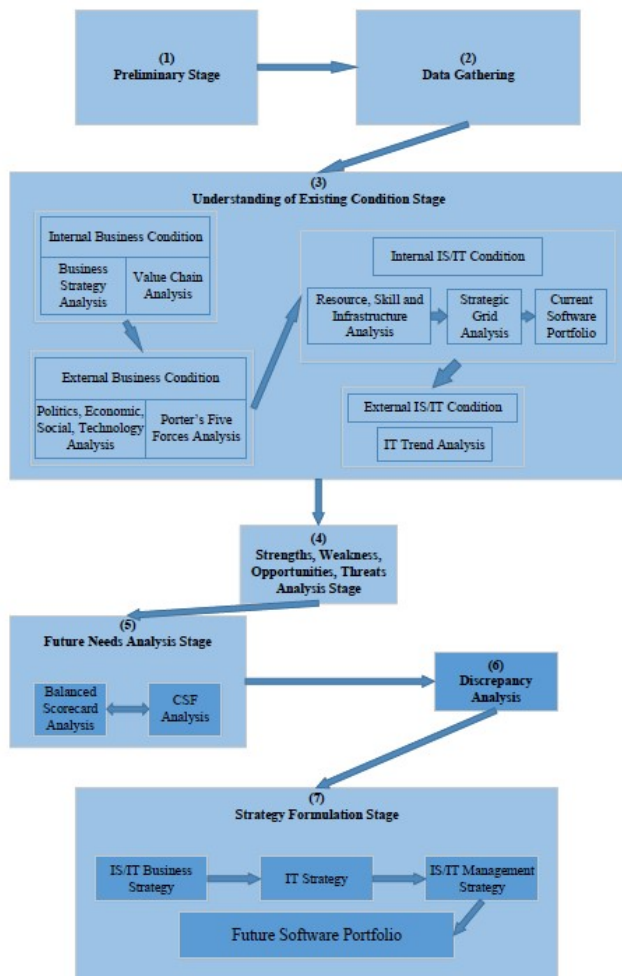 (1)
Preliminary Stage
(2)
Data Gathering
(3)
Understanding of Existing Condition Stage
Internal Business Condition
Business
Strategy
Analysis
Value Chain
Analysis
External Business Condition
Politics, Economic,
Social, Technology
Analysis
Porter's Five
Forces Analysis
Internal IS/IT Condition
Resource, Skill and
Infrastructure
Analysis
Strategic
Grid
Analysis
Current
Software
Portfolio
External IS/IT Condition
IT Trend Analysis
(4)
Strengths, Weakness,
Opportunities, Threats
Analysis Stage
(5)
Future Needs Analysis Stage
Balanced
Scorecard
Analysis
CSF
Analysis
(6)
Discrepancy
Analysis
(7)
Strategy Formulation Stage
IS/IT Business
Strategy
IT Strategy
IS/IT Management
Strategy
Future Software Portfolio